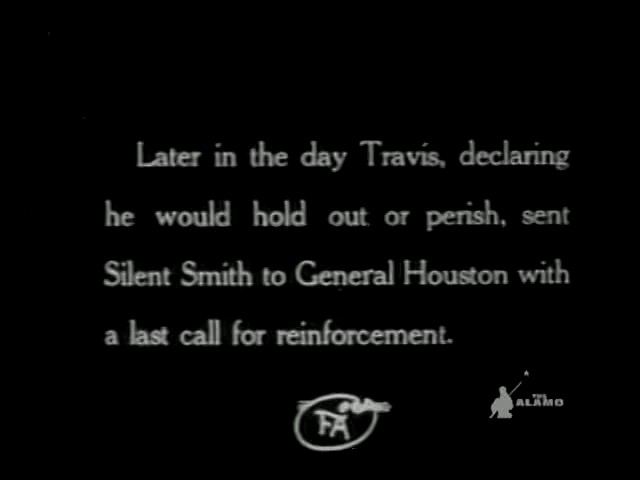 Later in the day Travis, declaring
he would hold out or perish, sent
Silent Smith to General Houston with
a last call for reinforcement.
FA
THE
ALAMO